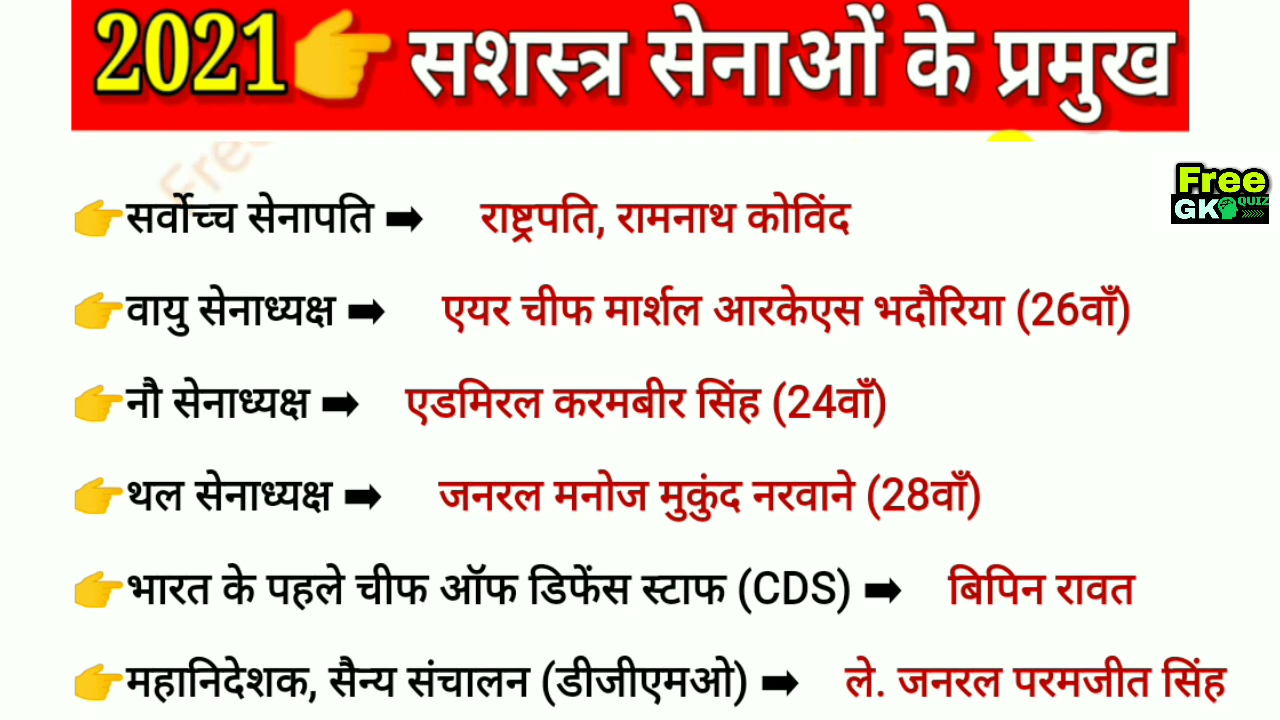 2021👉 सशस्त्र सेनाओं के प्रमुख
Free
GK QUIZ
👉सर्वोच्च सेनापति ➡ राष्ट्रपति, रामनाथ कोविंद
👉वायु सेनाध्यक्ष ➡ एयर चीफ मार्शल आरकेएस भदौरिया (26वाँ)
👉नौ सेनाध्यक्ष ➡ एडमिरल करमबीर सिंह (24वाँ)
👉थल सेनाध्यक्ष ➡ जनरल मनोज मुकुंद नरवाने (28वाँ)
👉भारत के पहले चीफ ऑफ डिफेंस स्टाफ (CDS) ➡ बिपिन रावत
👉महानिदेशक, सैन्य संचालन (डीजीएमओ) ➡ ले. जनरल परमजीत सिंह